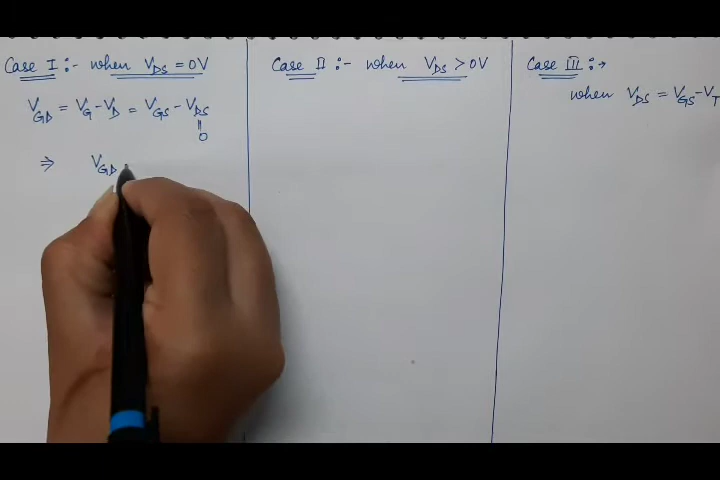 Case I :- when VDS = 0V
VGD = VG - VD = VGS - VDS
||
0
⇒ VGD
Case II :- when VDS > 0V
Case III :→
when VDS = VGS - VT